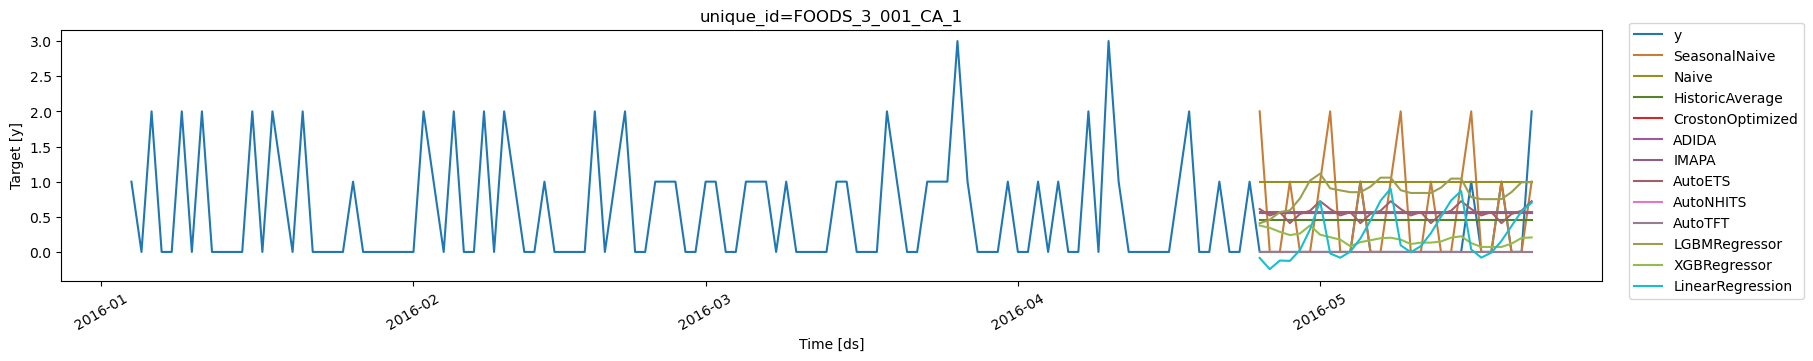 unique_id=FOODS_3_001_CA_1
Target [y]
3.0
2.5
2.0
1.5
1.0
0.5
0.0
2016-01
2016-02
2016-03
2016-04
2016-05
Time [ds]
y
SeasonalNaive
Naive
HistoricAverage
CrostonOptimized
ADIDA
IMAPA
AutoETS
AutoNHITS
AutoTFT
LGBMRegressor
XGBRegressor
LinearRegression